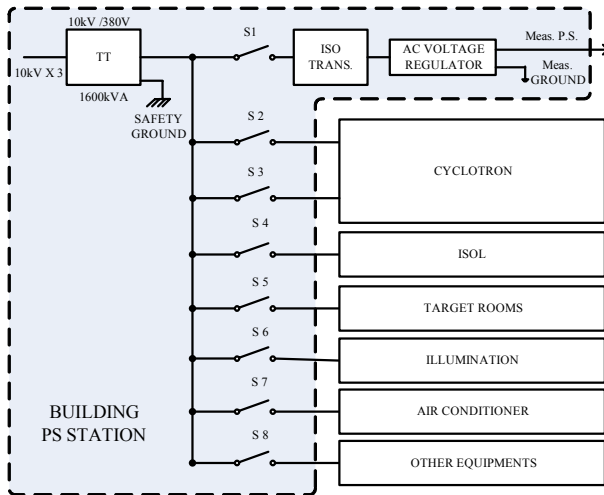 10kV /380V
TT
10kV X 3
1600kVA
SAFETY
GROUND
S1
ISO
TRANS.
AC VOLTAGE
REGULATOR
Meas. P.S.
Meas.
GROUND
S 2
S 3
CYCLOTRON
S 4
ISOL
S 5
TARGET ROOMS
S 6
ILLUMINATION
S 7
AIR CONDITIONER
S 8
OTHER EQUIPMENTS
BUILDING
PS STATION